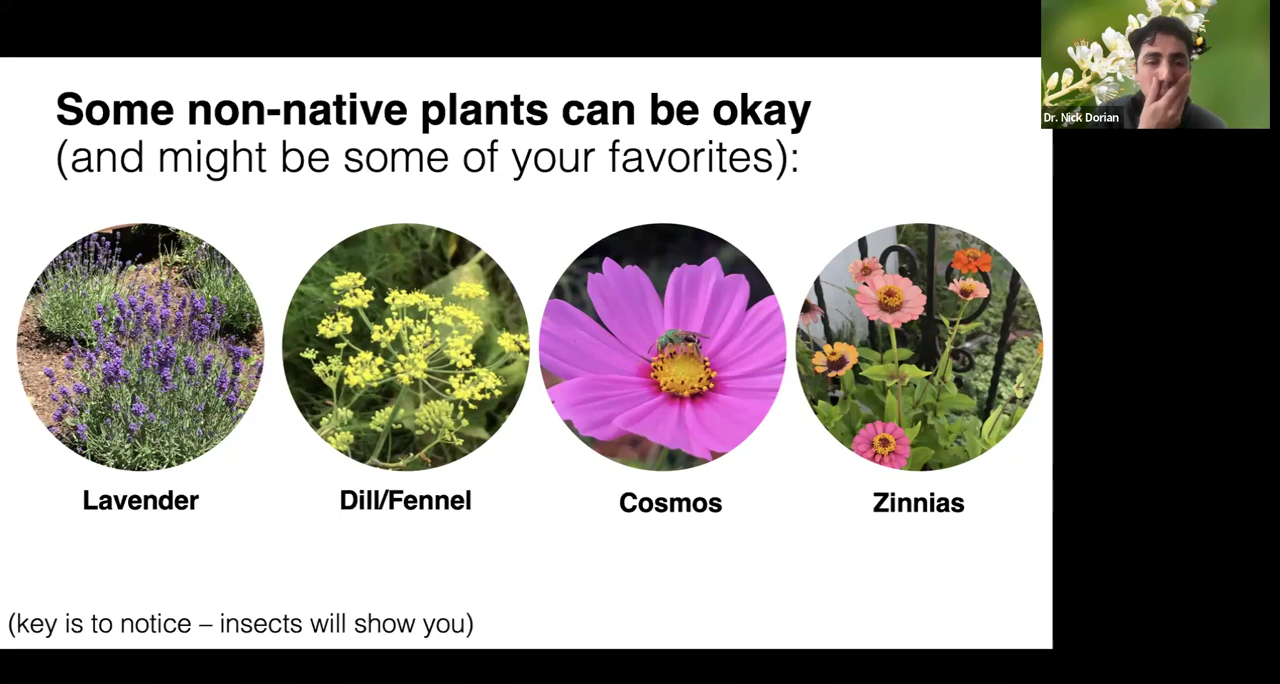 Some non-native plants can be okay
(and might be some of your favorites):
Dr. Nick Dorian
Lavender
Dill/Fennel
Cosmos
Zinnias
(key is to notice – insects will show you)